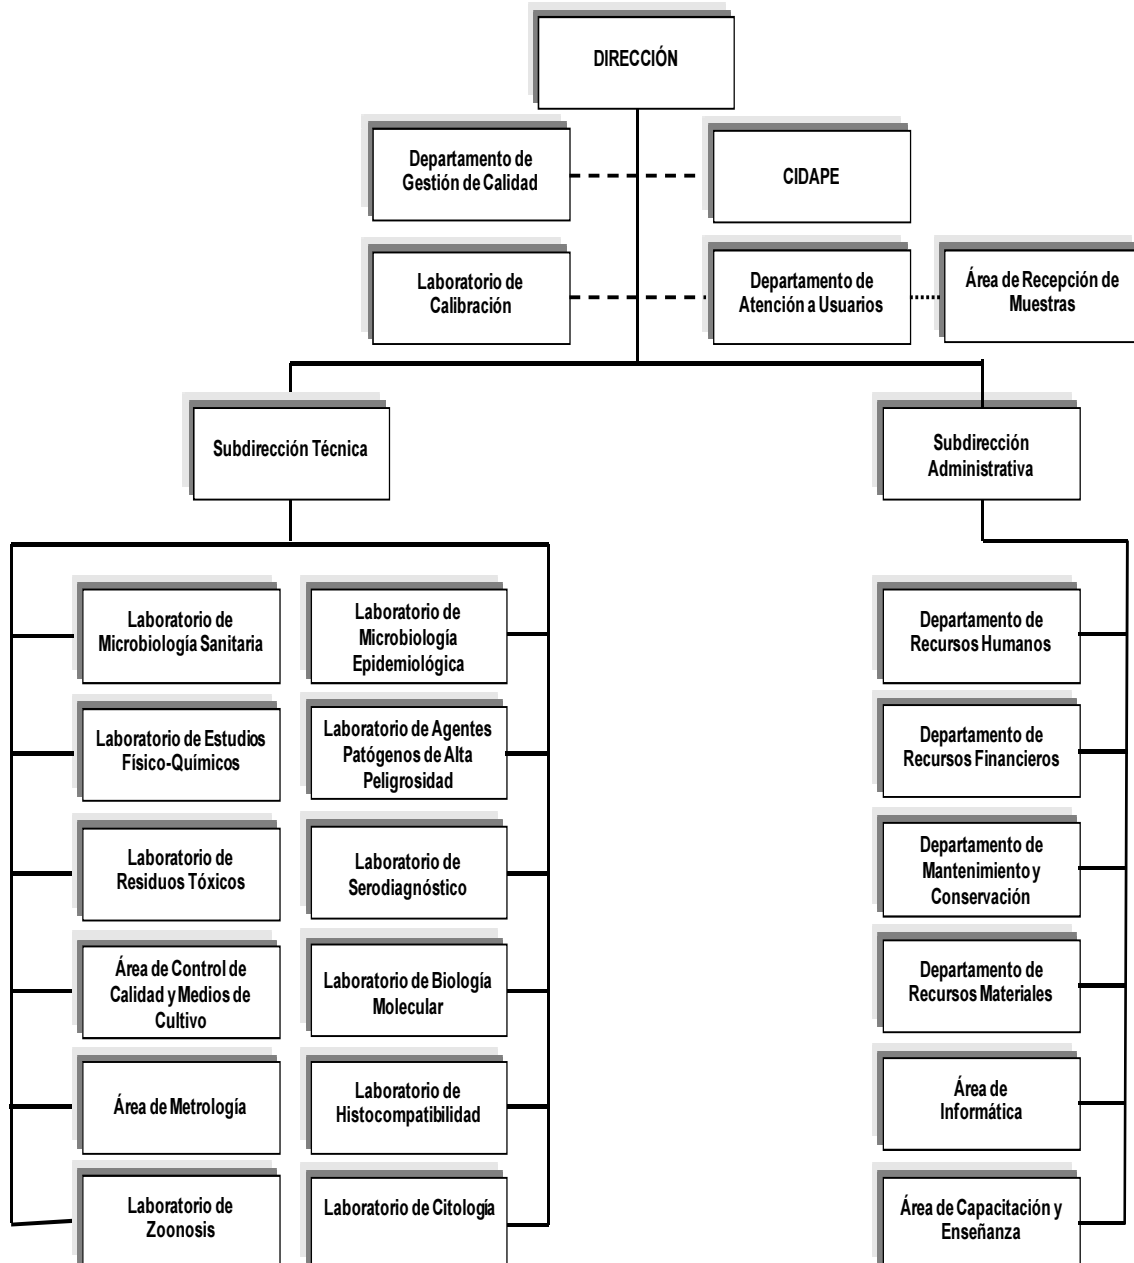 DIRECCIÓN
Departamento de
Gestión de Calidad
CIDAPE
Laboratorio de
Calibración
Departamento de
Atención a Usuarios
Área de Recepción de
Muestras
Subdirección Técnica
Subdirección
Administrativa
Laboratorio de
Microbiología Sanitaria
Laboratorio de
Microbiología
Epidemiológica
Departamento de
Recursos Humanos
Laboratorio de Estudios
Físico-Químicos
Laboratorio de Agentes
Patógenos de Alta
Peligrosidad
Departamento de
Recursos Financieros
Laboratorio de
Residuos Tóxicos
Laboratorio de
Serodiagnóstico
Departamento de
Mantenimiento y
Conservación
Área de Control de
Calidad y Medios de
Cultivo
Laboratorio de Biología
Molecular
Departamento de
Recursos Materiales
Área de Metrología
Laboratorio de
Histocompatibilidad
Área de
Informática
Laboratorio de
Zoonosis
Laboratorio de Citología
Área de Capacitación y
Enseñanza